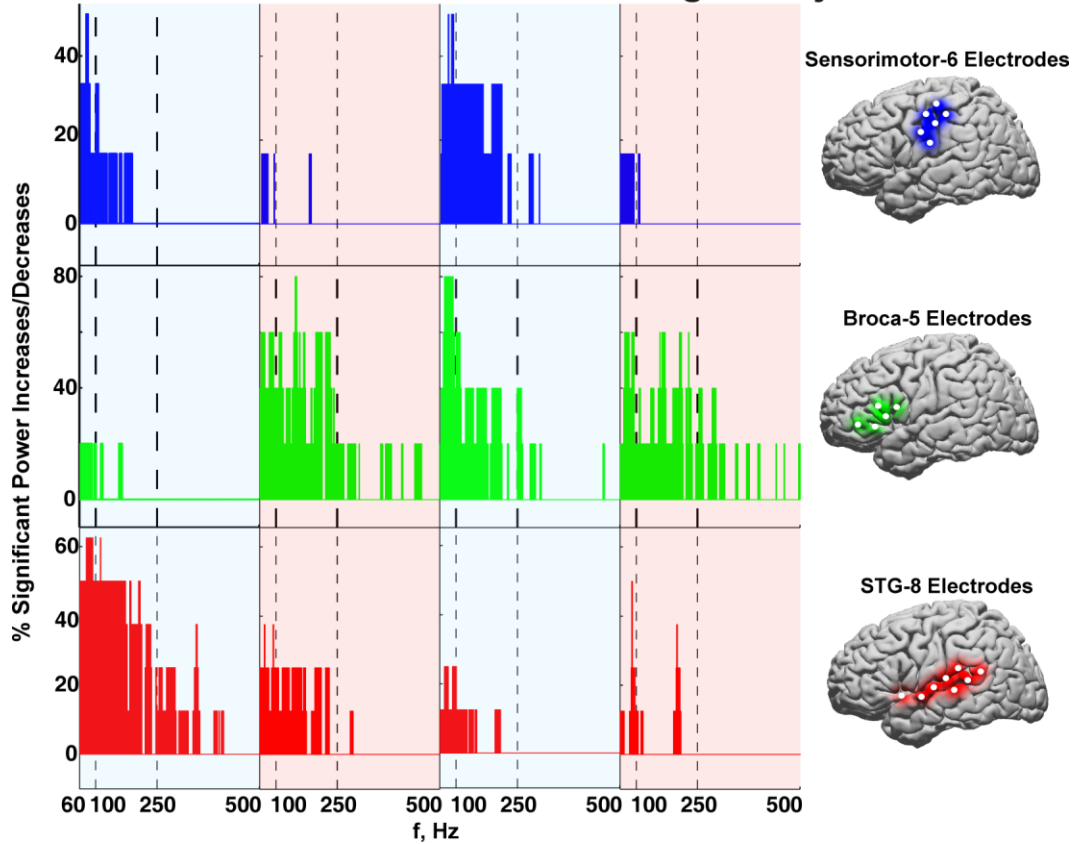 Sensorimotor-6 Electrodes
40
20
0
% Significant Power Increases/Decreases
80
40
0
Broca-5 Electrodes
60
40
20
0
STG-8 Electrodes
60 100 250 500 100 250 500 100 250 500 100 250 500
f, Hz